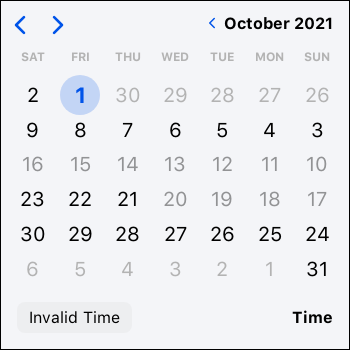 October 2021
SAT FRI THU WED TUE MON SUN
2 1 30 29 28 27 26
9 8 7 6 5 4 3
16 15 14 13 12 11 10
23 22 21 20 19 18 17
30 29 28 27 26 25 24
6 5 4 3 2 1 31
Invalid Time Time